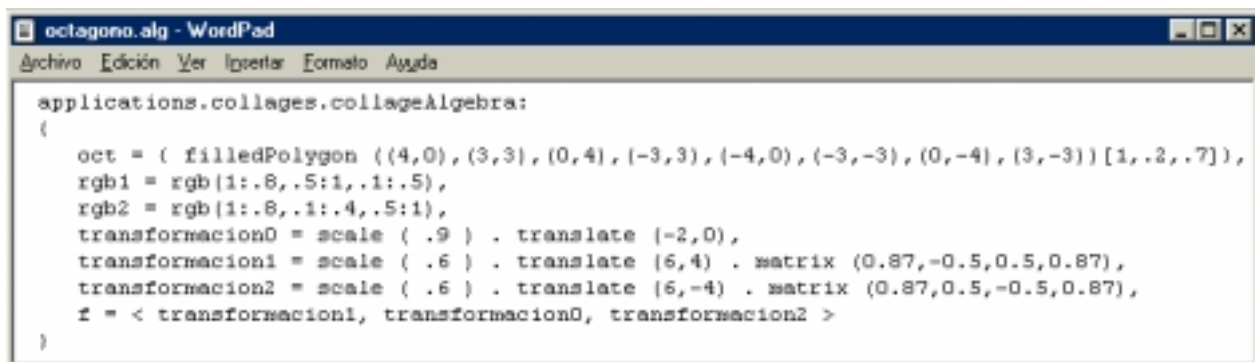 octagono.alg - WordPad
Archivo Edición Ver Insertar Formato Ayuda
applications.collages.collageAlgebra:
{
oct = ( filledPolygon ((4,0),(3,3),(0,4),(-3,3),(-4,0),(-3,-3),(0,-4),(3,-3))[1,.2,.7]),
rgb1 = rgb(1:.8,.5:1,.1:.5),
rgb2 = rgb(1:.8,.1:.4,.5:1),
transformacion0 = scale ( .9 ) . translate (-2,0),
transformacion1 = scale ( .6 ) . translate (6,4) . matrix (0.87,-0.5,0.5,0.87),
transformacion2 = scale ( .6 ) . translate (6,-4) . matrix (0.87,0.5,-0.5,0.87),
f = < transformacion1, transformacion0, transformacion2 >
}